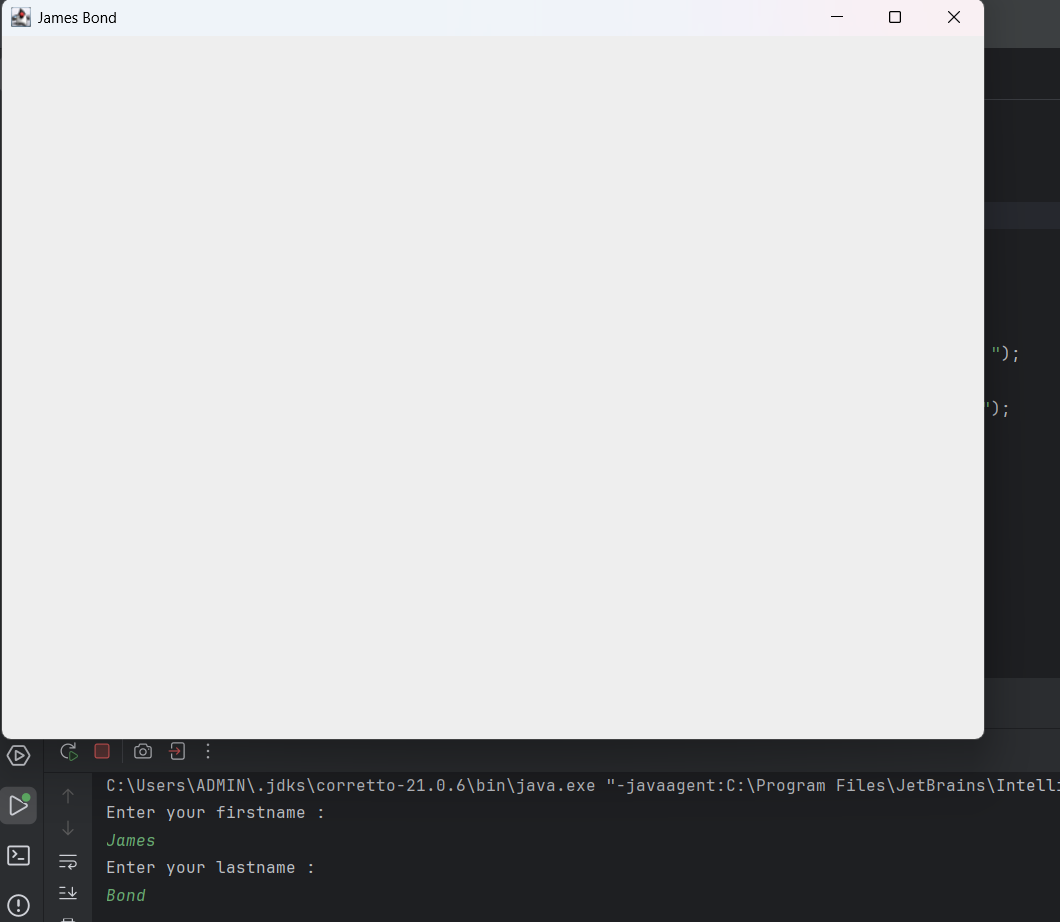 James Bond
");
");
C:\Users\ADMIN\.jdks\corretto-21.0.6\bin\java.exe "-javaagent:C:\Program Files\JetBrains\Intelli
Enter your firstname :
James
Enter your lastname :
Bond